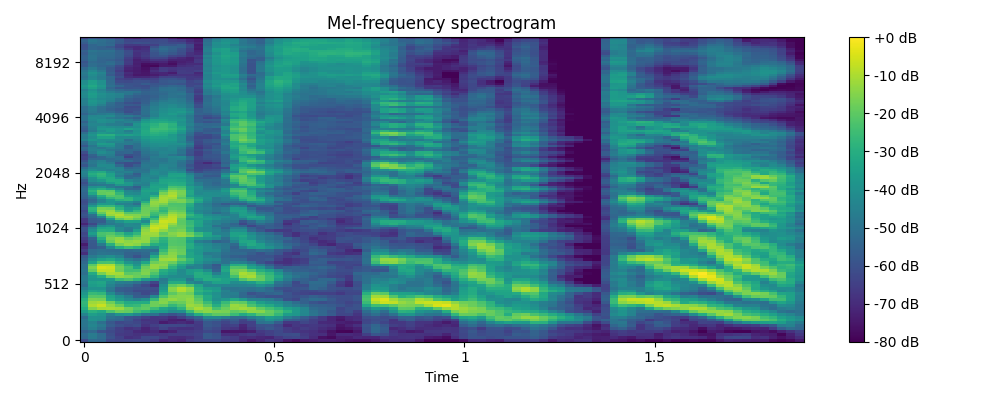 Mel-frequency spectrogram
+0 dB
8192
-10 dB
4096
-20 dB
-30 dB
2048
-40 dB
Hz
1024
-50 dB
-60 dB
512
-70 dB
0
-80 dB
0
0.5
1
1.5
Time